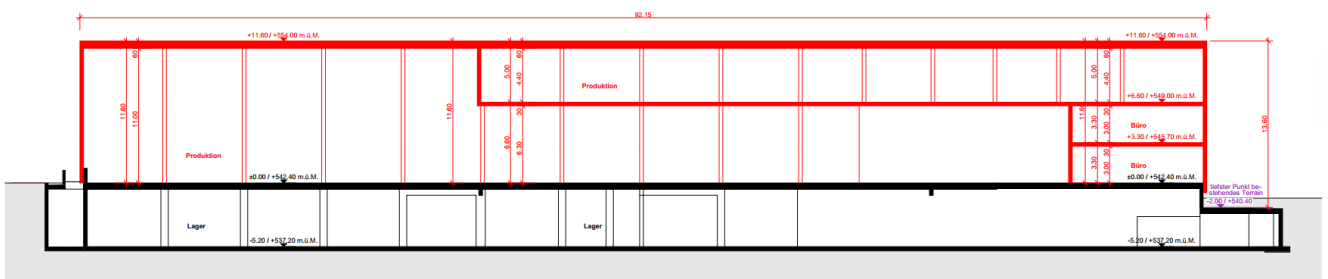 92.15
+11.60 / +554.00 m.ü.M.
+11.60 / +554.00 m.ü.M.
60
5.00
4.40
60
5.00
4.40
60
Produktion
+6.60 / +549.00 m.ü.M.
11.60
11.00
11.60
6.60
6.30
30
11.60
3.30
3.00
30
Büro
+3.30 / +545.70 m.ü.M.
13.60
Produktion
3.30
3.00
30
Büro
±0.00 / +542.40 m.ü.M.
±0.00 / +542.40 m.ü.M.
tiefster Punkt be-
stehendes Terrain
-2.00 / +540.40
Lager
Lager
-5.20 / +537.20 m.ü.M.
-5.20 / +537.20 m.ü.M.